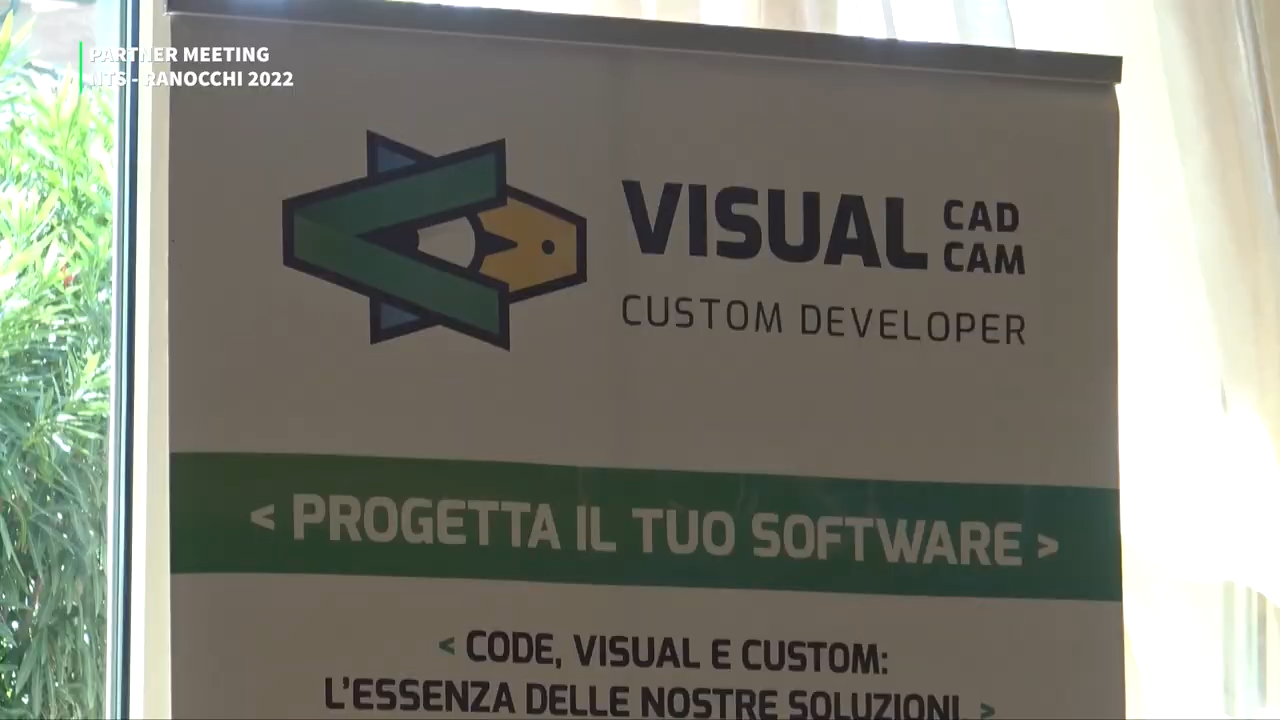 PARTNER MEETING
NTS - RANOCCHI 2022
VISUAL CAD CAM
CUSTOM DEVELOPER
< PROGETTA IL TUO SOFTWARE >
< CODE, VISUAL E CUSTOM:
L'ESSENZA DELLE NOSTRE SOLUZIONI. >